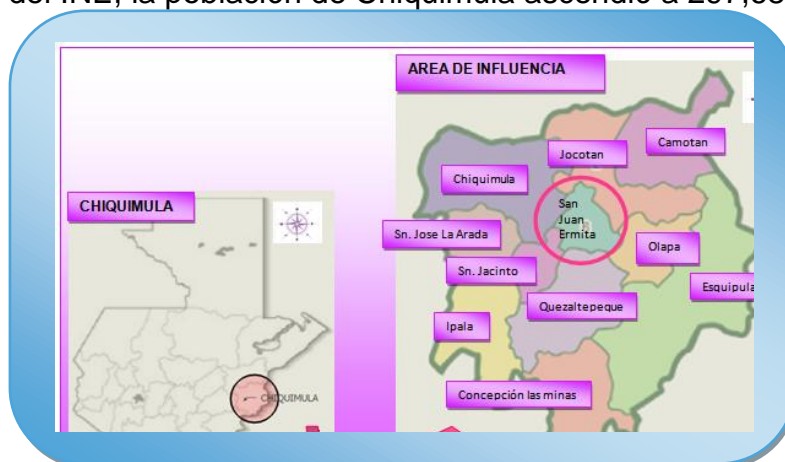 AREA DE INFLUENCIA
Camotan
Jocotan
Chiquimula
CHIQUIMULA
San
Juan
Ermita
Sn. Jose La Arada
Olapa
Sn. Jacinto
Esquipula
Quezaltepeque
Ipala
Concepción las minas
CHIQUIMULA